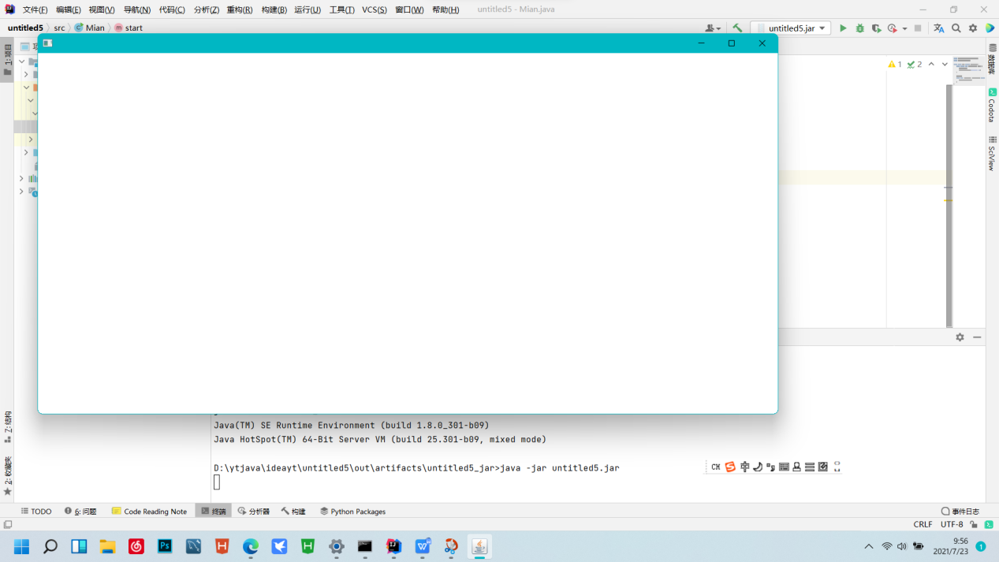 文件(F) 编辑(E) 视图(V) 导航(N) 代码(C) 分析(Z) 重构(R) 构建(B) 运行(U) 工具(T) VCS(S) 窗口(W) 帮助(H) untitled5 - Mian.java
untitled5 src Mian start untitled5.jar
1: 项目
1 2
数据库
Codota
SciView
Z: 结构
2: 收藏夹
Java(TM) SE Runtime Environment (build 1.8.0_301-b09)
Java HotSpot(TM) 64-Bit Server VM (build 25.301-b09, mixed mode)
D:\ytjava\ideayt\untitled5\out\artifacts\untitled5_jar>java -jar untitled5.jar
CH 中
TODO 6: 问题 Code Reading Note 终端 分析器 构建 Python Packages 事件日志
CRLF UTF-8
9:56
2021/7/23
1